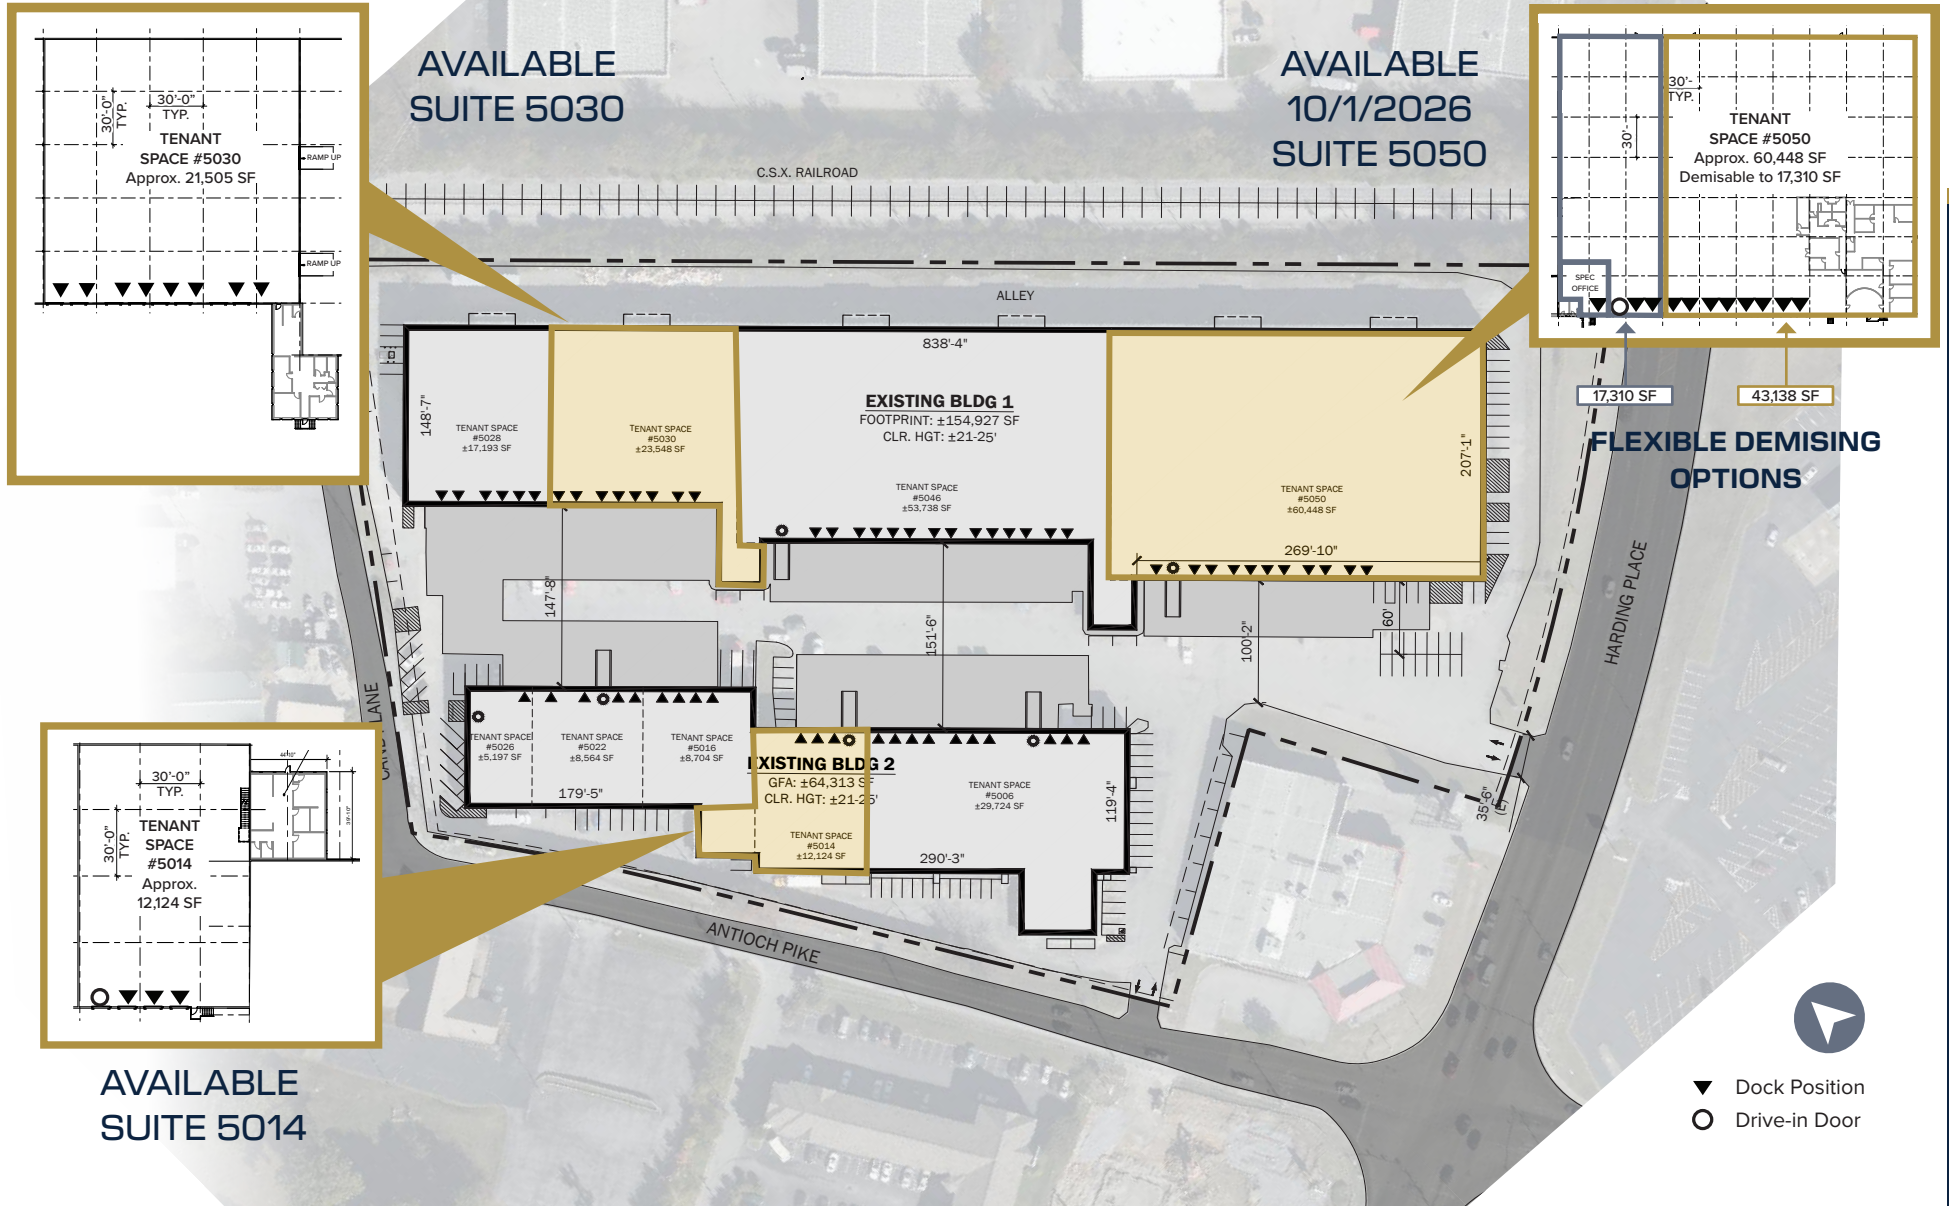 AVAILABLE
SUITE 5030
AVAILABLE
10/1/2026
SUITE 5050
30'-0"
TYP.
30'-0"
TYP.
TENANT
SPACE #5030
Approx. 21,505 SF
RAMP UP
RAMP UP
30'-
TYP.
30'-
TENANT
SPACE #5050
Approx. 60,448 SF
Demisable to 17,310 SF
SPEC
OFFICE
17,310 SF
43,138 SF
FLEXIBLE DEMISING
OPTIONS
C.S.X. RAILROAD
ALLEY
838'-4"
148'-7"
EXISTING BLDG 1
FOOTPRINT: ±154,927 SF
CLR. HGT: ±21-25'
TENANT SPACE
#5028
±17,193 SF
TENANT SPACE
#5030
±23,548 SF
TENANT SPACE
#5046
±53,738 SF
TENANT SPACE
#5050
±60,448 SF
207'-1"
269'-10"
147'-8"
151'-6"
100'-2"
60'
HARDING PLACE
LANE
TENANT SPACE
#5026
±5,197 SF
TENANT SPACE
#5022
±8,564 SF
TENANT SPACE
#5016
±8,704 SF
179'-5"
EXISTING BLDG 2
GFA: ±64,313 SF
CLR. HGT: ±21-25'
TENANT SPACE
#5014
±12,124 SF
TENANT SPACE
#5006
±29,724 SF
119'-4"
290'-3"
35'-6"
(E)
ANTIOCH PIKE
30'-0"
TYP.
30'-0"
TYP.
TENANT
SPACE
#5014
Approx.
12,124 SF
AVAILABLE
SUITE 5014
Dock Position
Drive-in Door